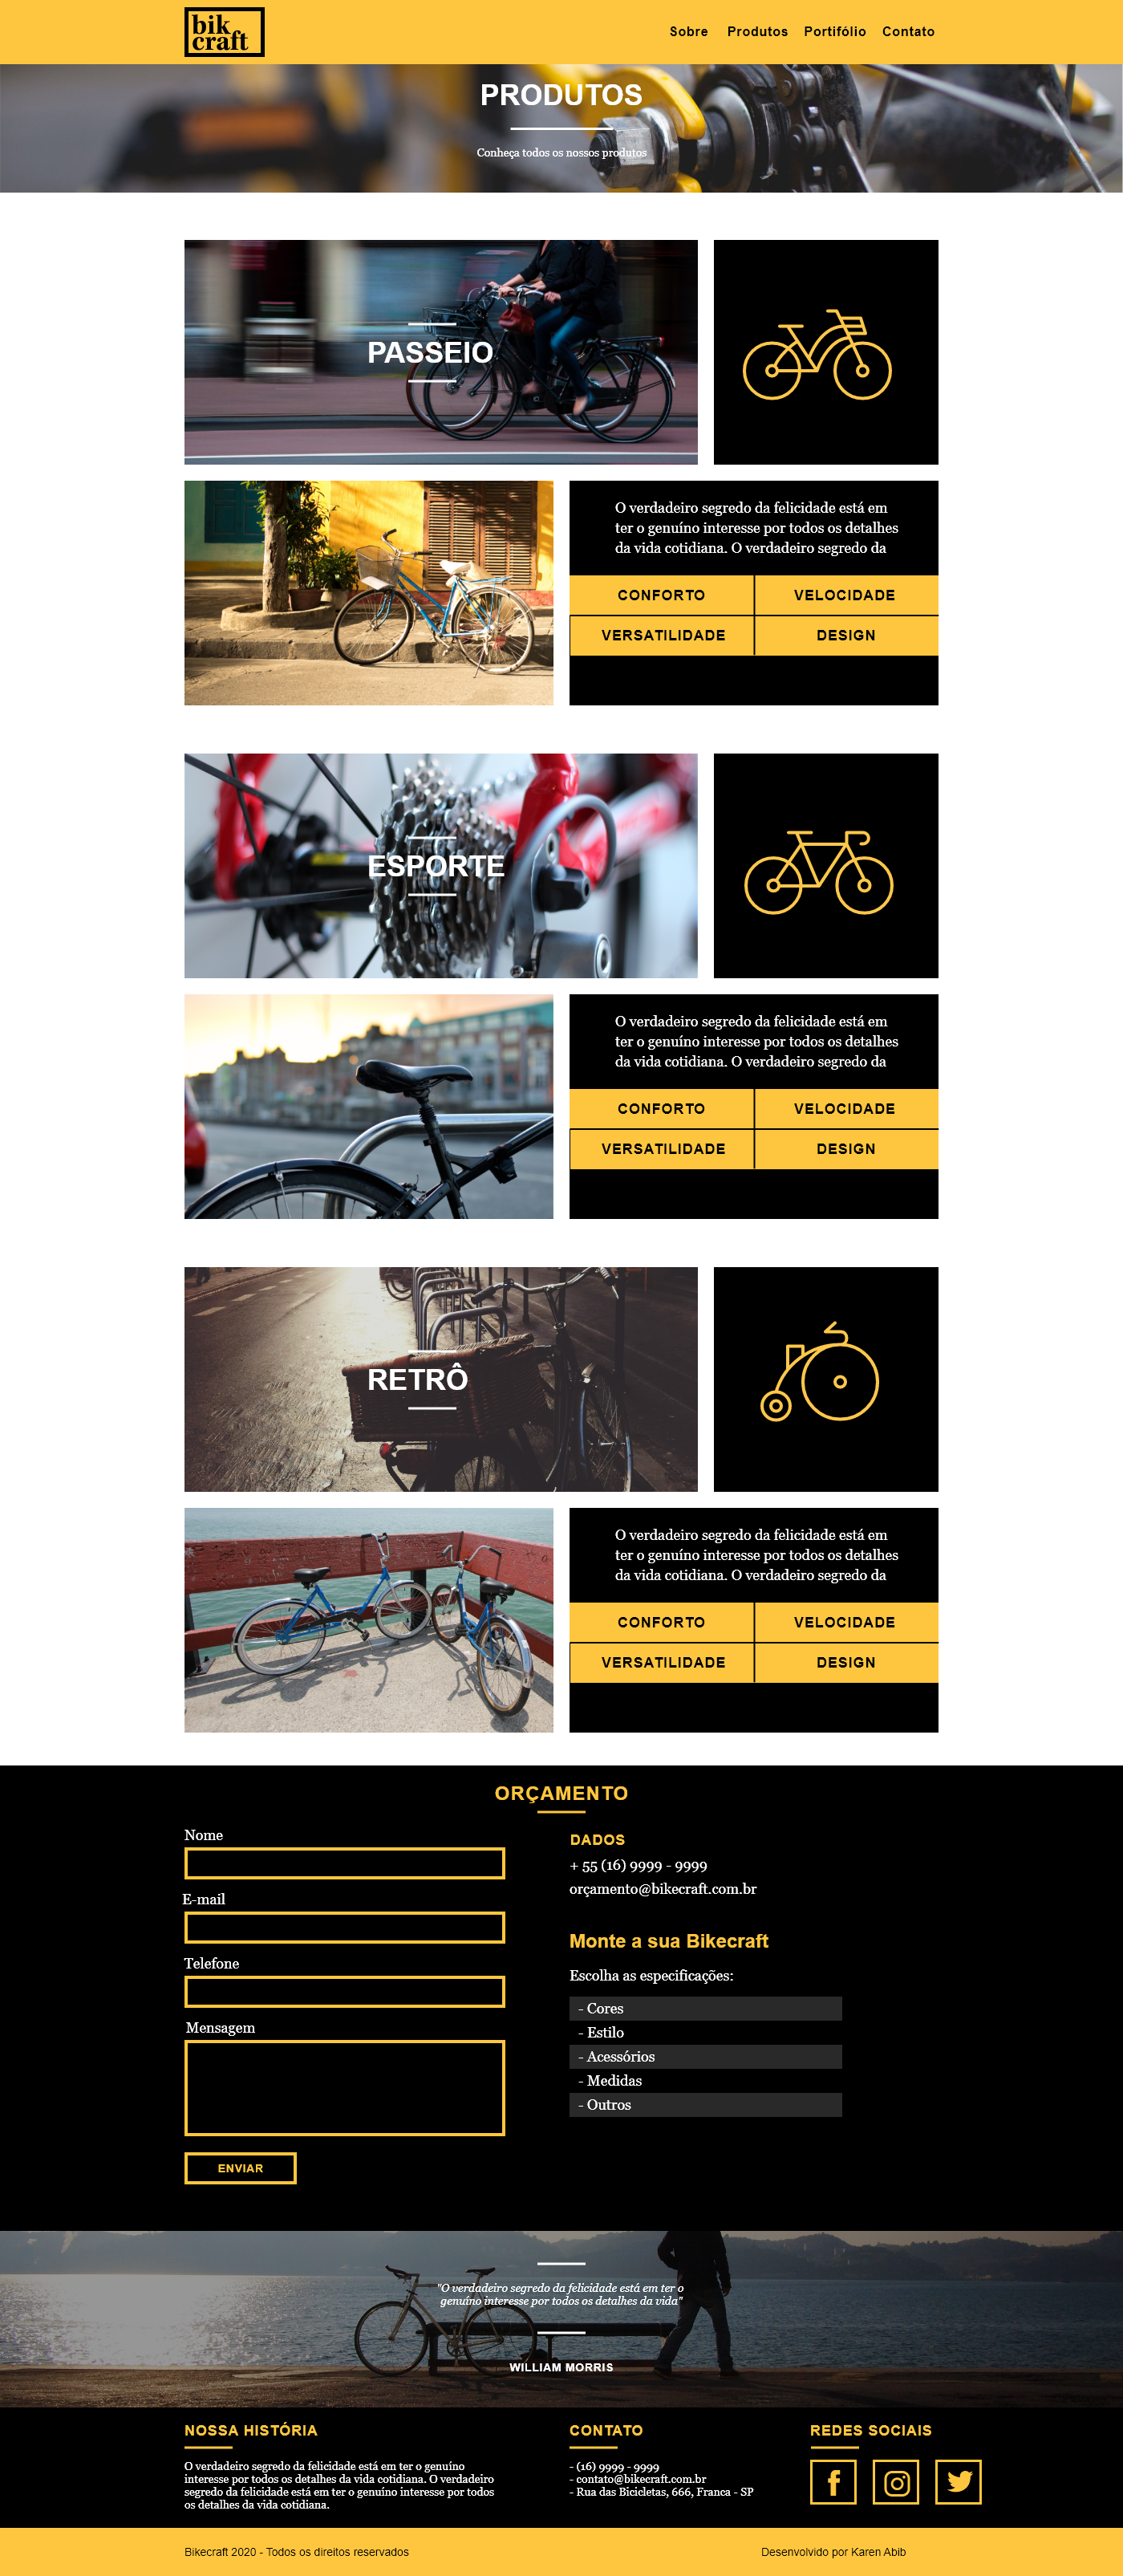 bik
craft
Sobre Produtos Portifólio Contato
PRODUTOS
Conheça todos os nossos produtos
PASSEIO
O verdadeiro segredo da felicidade está em
ter o genuíno interesse por todos os detalhes
da vida cotidiana. O verdadeiro segredo da
CONFORTO VELOCIDADE
VERSATILIDADE DESIGN
ESPORTE
O verdadeiro segredo da felicidade está em
ter o genuíno interesse por todos os detalhes
da vida cotidiana. O verdadeiro segredo da
CONFORTO VELOCIDADE
VERSATILIDADE DESIGN
RETRÔ
O verdadeiro segredo da felicidade está em
ter o genuíno interesse por todos os detalhes
da vida cotidiana. O verdadeiro segredo da
CONFORTO VELOCIDADE
VERSATILIDADE DESIGN
ORÇAMENTO
Nome
E-mail
Telefone
Mensagem
ENVIAR
DADOS
+ 55 (16) 9999 - 9999
orçamento@bikecraft.com.br
Monte a sua Bikecraft
Escolha as especificações:
- Cores
- Estilo
- Acessórios
- Medidas
- Outros
"O verdadeiro segredo da felicidade está em ter o
genuíno interesse por todos os detalhes da vida"
WILLIAM MORRIS
NOSSA HISTÓRIA
O verdadeiro segredo da felicidade está em ter o genuíno
interesse por todos os detalhes da vida cotidiana. O verdadeiro
segredo da felicidade está em ter o genuíno interesse por todos
os detalhes da vida cotidiana.
CONTATO
- (16) 9999 - 9999
- contato@bikecraft.com.br
- Rua das Bicicletas, 666, Franca - SP
REDES SOCIAIS
Bikecraft 2020 - Todos os direitos reservados
Desenvolvido por Karen Abib